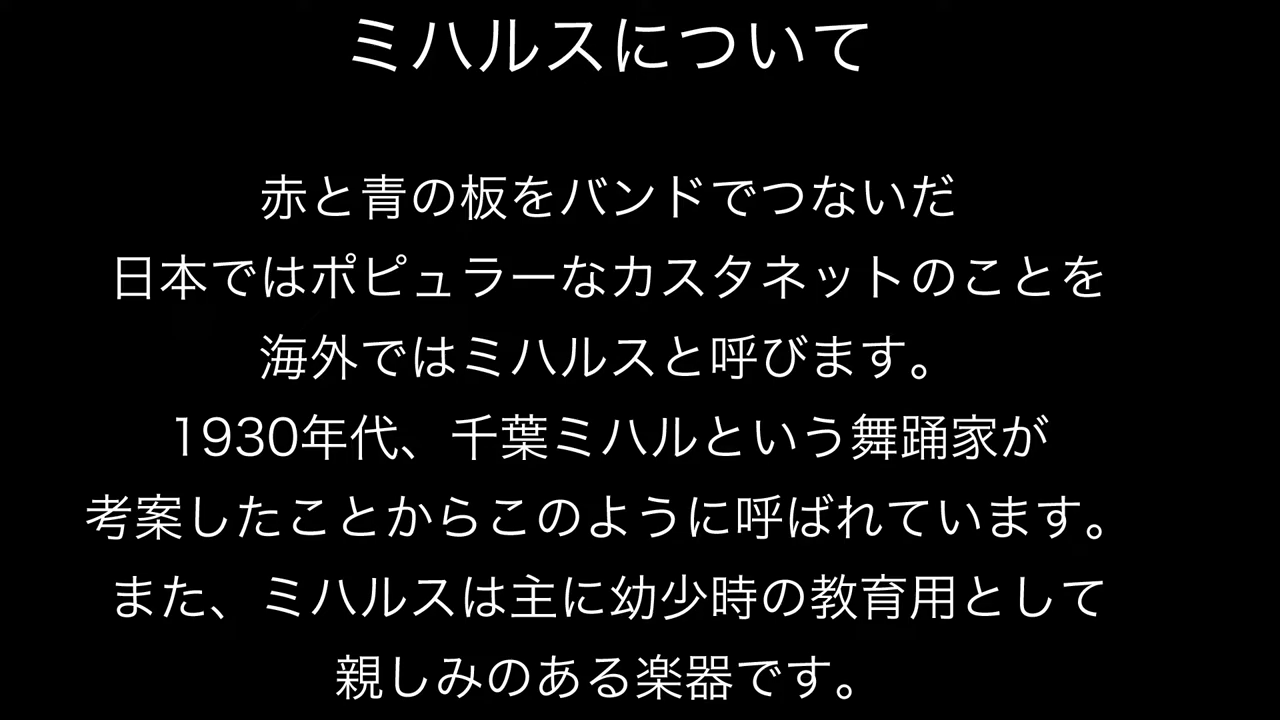 ミハルスについて
赤と青の板をバンドでつないだ
日本ではポピュラーなカスタネットのことを
海外ではミハルスと呼びます。
1930年代、千葉ミハルという舞踊家が
考案したことからこのように呼ばれています。
また、ミハルスは主に幼少時の教育用として
親しみのある楽器です。